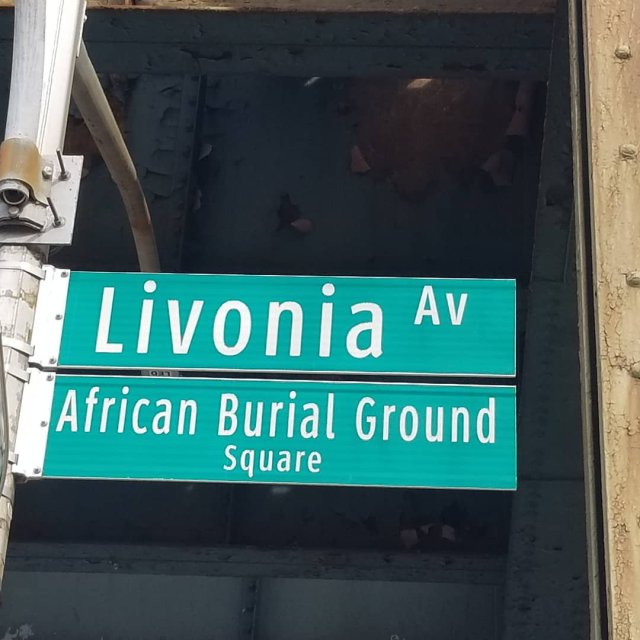 Livonia Av
African Burial Ground
Square